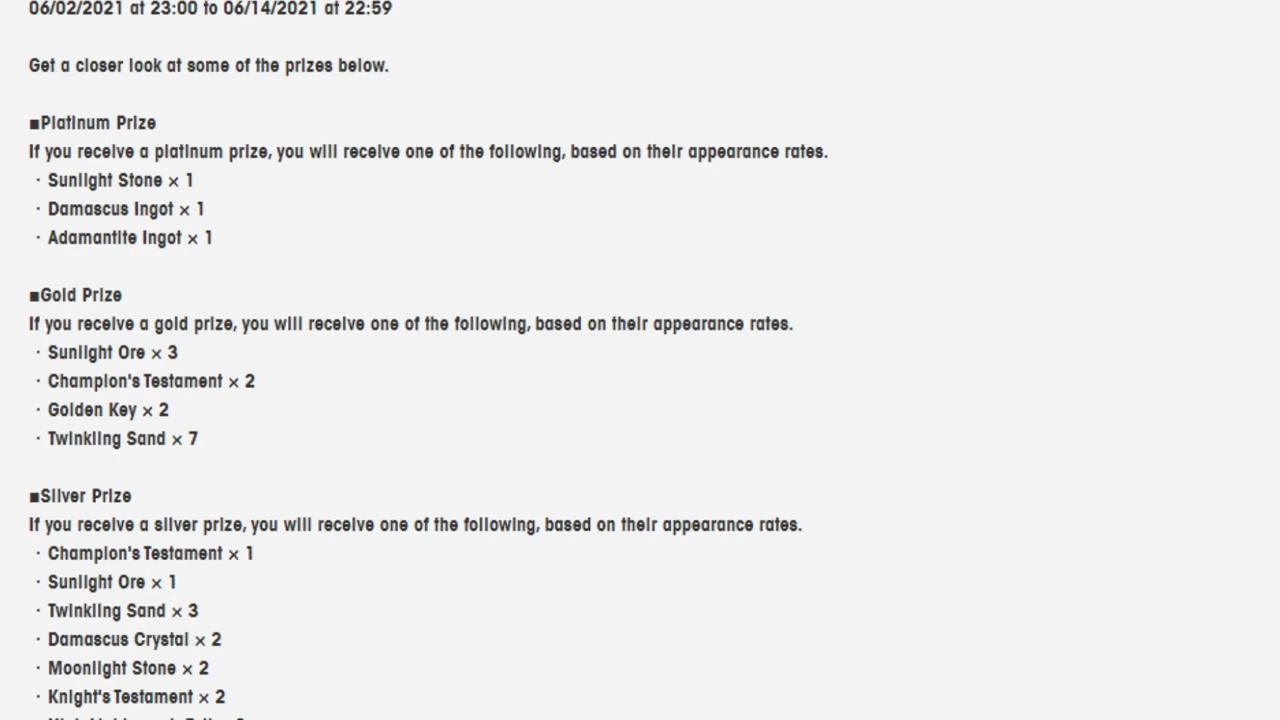 06/02/2021 at 23:00 to 06/14/2021 at 22:59
Get a closer look at some of the prizes below.
■Platinum Prize
If you receive a platinum prize, you will receive one of the following, based on their appearance rates.
・Sunlight Stone × 1
・Damascus Ingot × 1
・Adamantite Ingot × 1
■Gold Prize
If you receive a gold prize, you will receive one of the following, based on their appearance rates.
・Sunlight Ore × 3
・Champion's Testament × 2
・Golden Key × 2
・Twinkling Sand × 7
■Silver Prize
If you receive a silver prize, you will receive one of the following, based on their appearance rates.
・Champion's Testament × 1
・Sunlight Ore × 1
・Twinkling Sand × 3
・Damascus Crystal × 2
・Moonlight Stone × 2
・Knight's Testament × 2